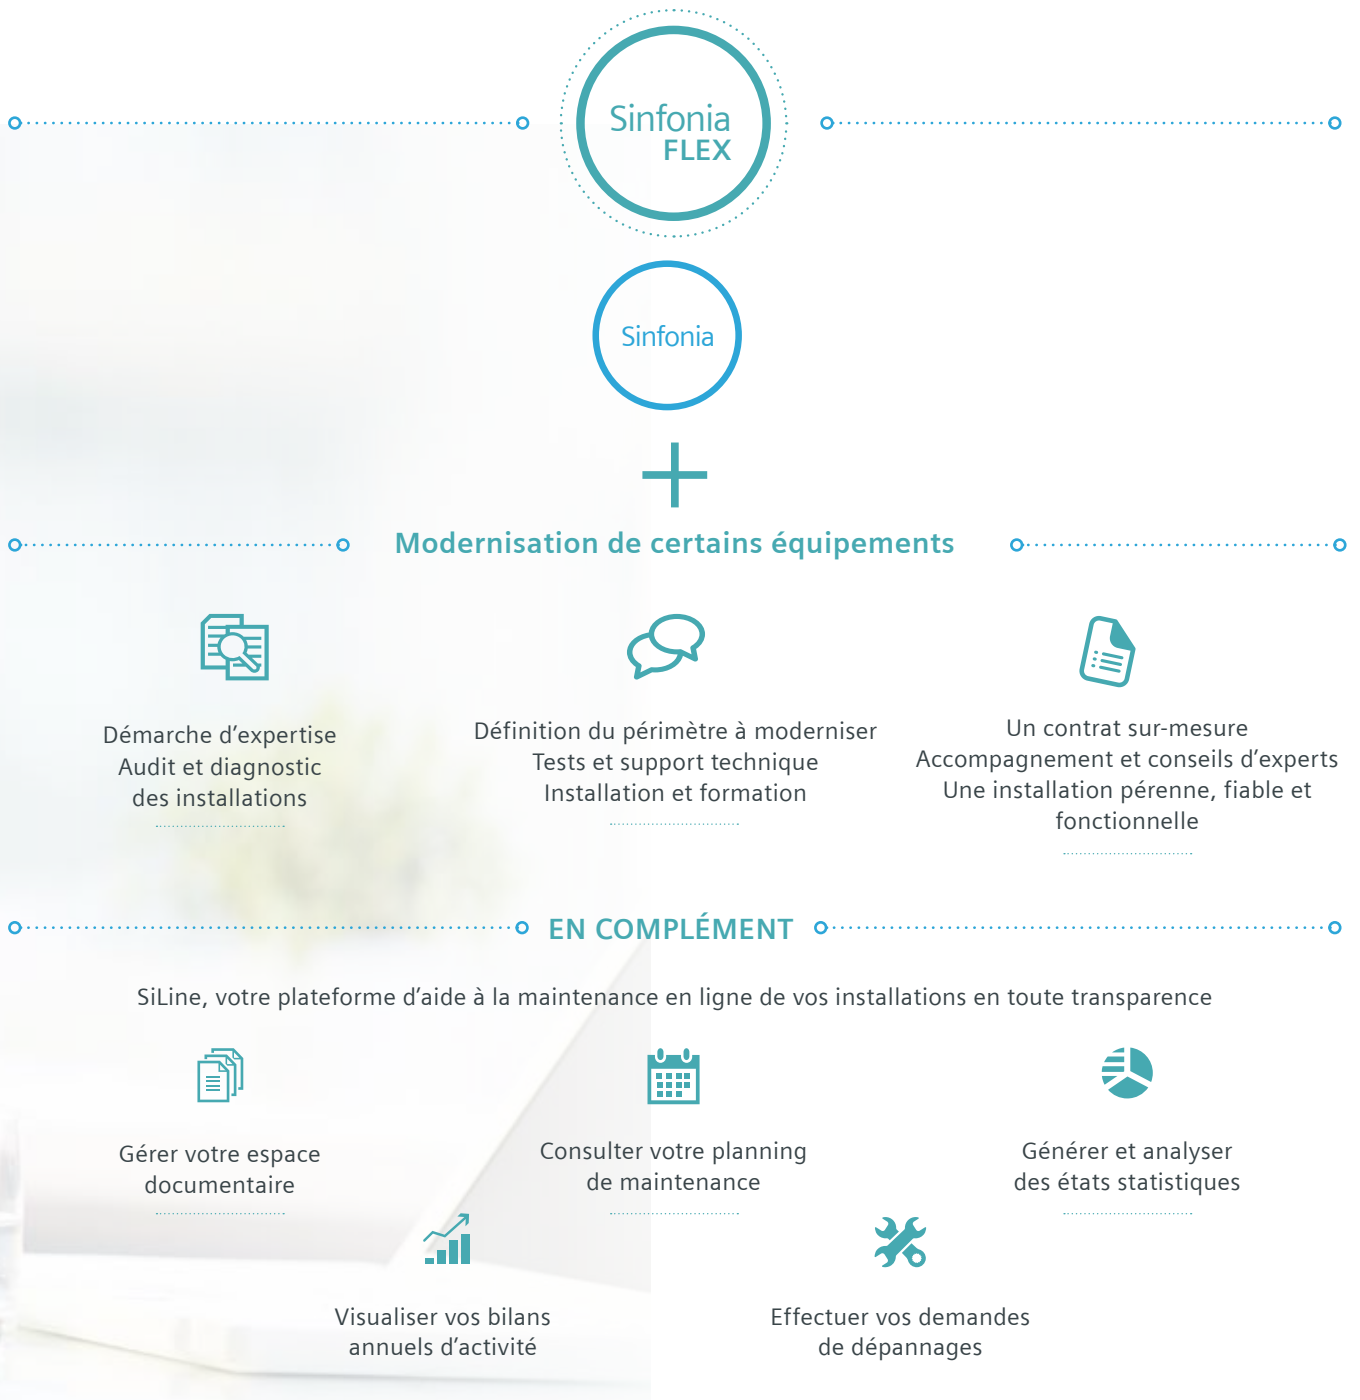 Sinfonia
FLEX
Sinfonia
Modernisation de certains équipements
Démarche d’expertise
Audit et diagnostic
des installations
Définition du périmètre à moderniser
Tests et support technique
Installation et formation
Un contrat sur-mesure
Accompagnement et conseils d’experts
Une installation pérenne, fiable et
fonctionnelle
EN COMPLÉMENT
SiLine, votre plateforme d’aide à la maintenance en ligne de vos installations en toute transparence
Gérer votre espace
documentaire
Consulter votre planning
de maintenance
Générer et analyser
des états statistiques
Visualiser vos bilans
annuels d’activité
Effectuer vos demandes
de dépannages